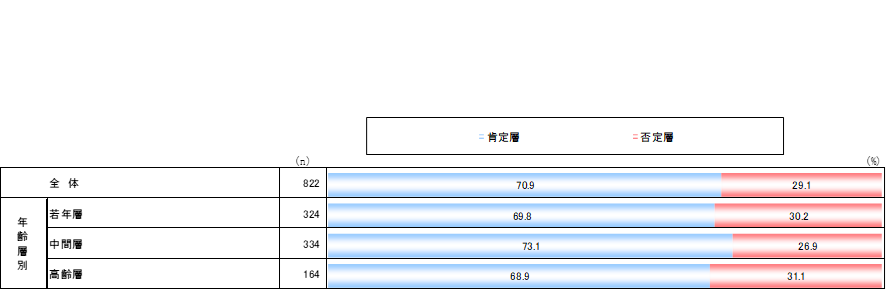 肯定層 否定層
(n) (%)
全 体 822 70.9 29.1
年齢層別
若年層 324 69.8 30.2
中間層 334 73.1 26.9
高齢層 164 68.9 31.1